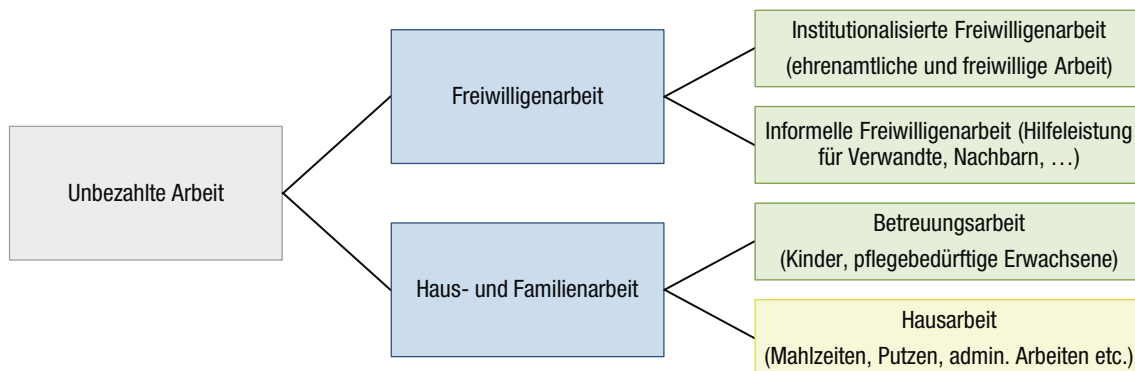 Unbezahlte Arbeit
Freiwilligenarbeit
Institutionalisierte Freiwilligenarbeit
(ehrenamtliche und freiwillige Arbeit)
Informelle Freiwilligenarbeit (Hilfeleistung
für Verwandte, Nachbarn, …)
Haus- und Familienarbeit
Betreuungsarbeit
(Kinder, pflegebedürftige Erwachsene)
Hausarbeit
(Mahlzeiten, Putzen, admin. Arbeiten etc.)